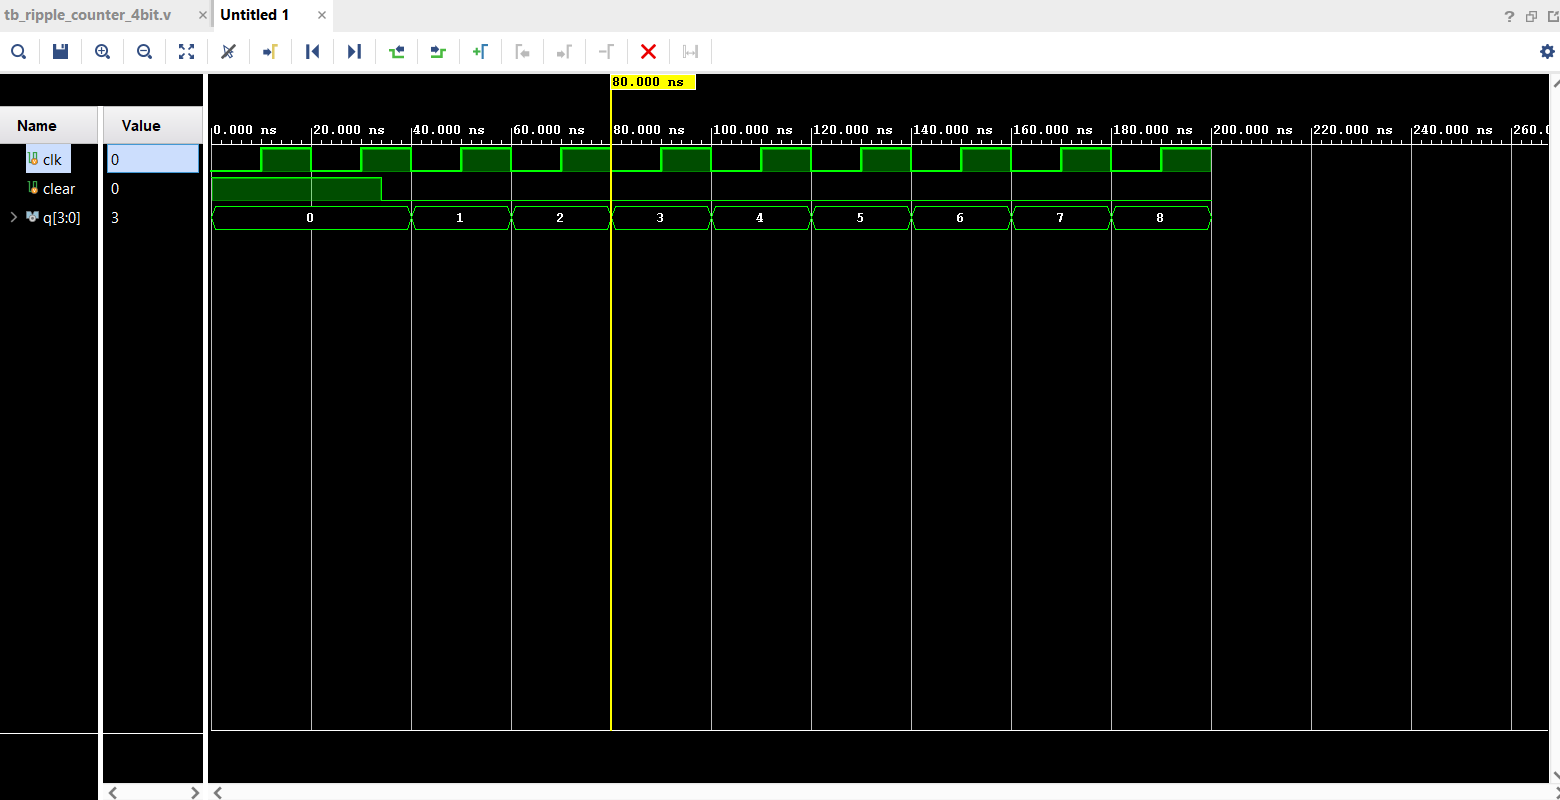 tb_ripple_counter_4bit.v × Untitled 1 ×
80.000 ns
Name Value
0.000 ns 20.000 ns 40.000 ns 60.000 ns 80.000 ns 100.000 ns 120.000 ns 140.000 ns 160.000 ns 180.000 ns 200.000 ns 220.000 ns 240.000 ns 260.0
clk 0
clear 0
q[3:0] 3 0 1 2 3 4 5 6 7 8